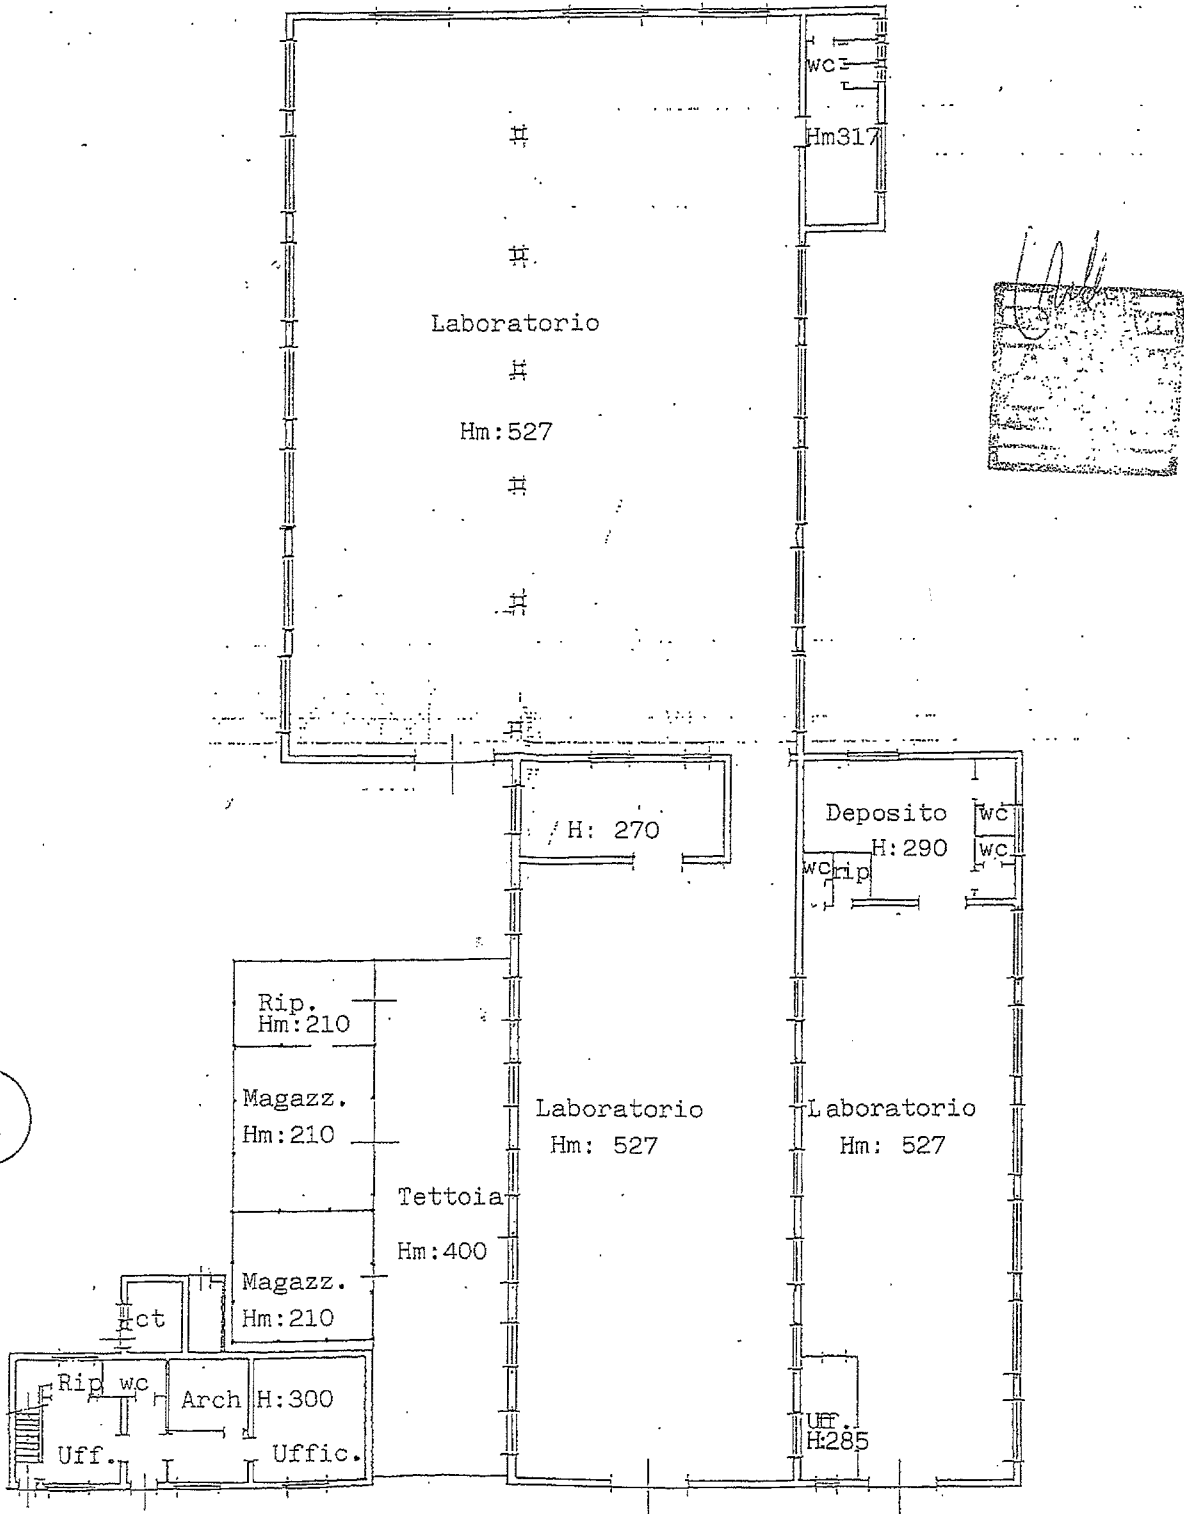 wc
Hm317
Laboratorio
Hm:527
H: 270
Deposito
H:290
wc
wc
wc
rip
Rip.
Hm:210
Magazz.
Hm:210
Laboratorio
Hm: 527
Laboratorio
Hm: 527
Tettoia
Hm:400
Magazz.
Hm:210
ct
Rip
wc
Arch
H:300
Uff.
Uffic.
Uff.
H:285